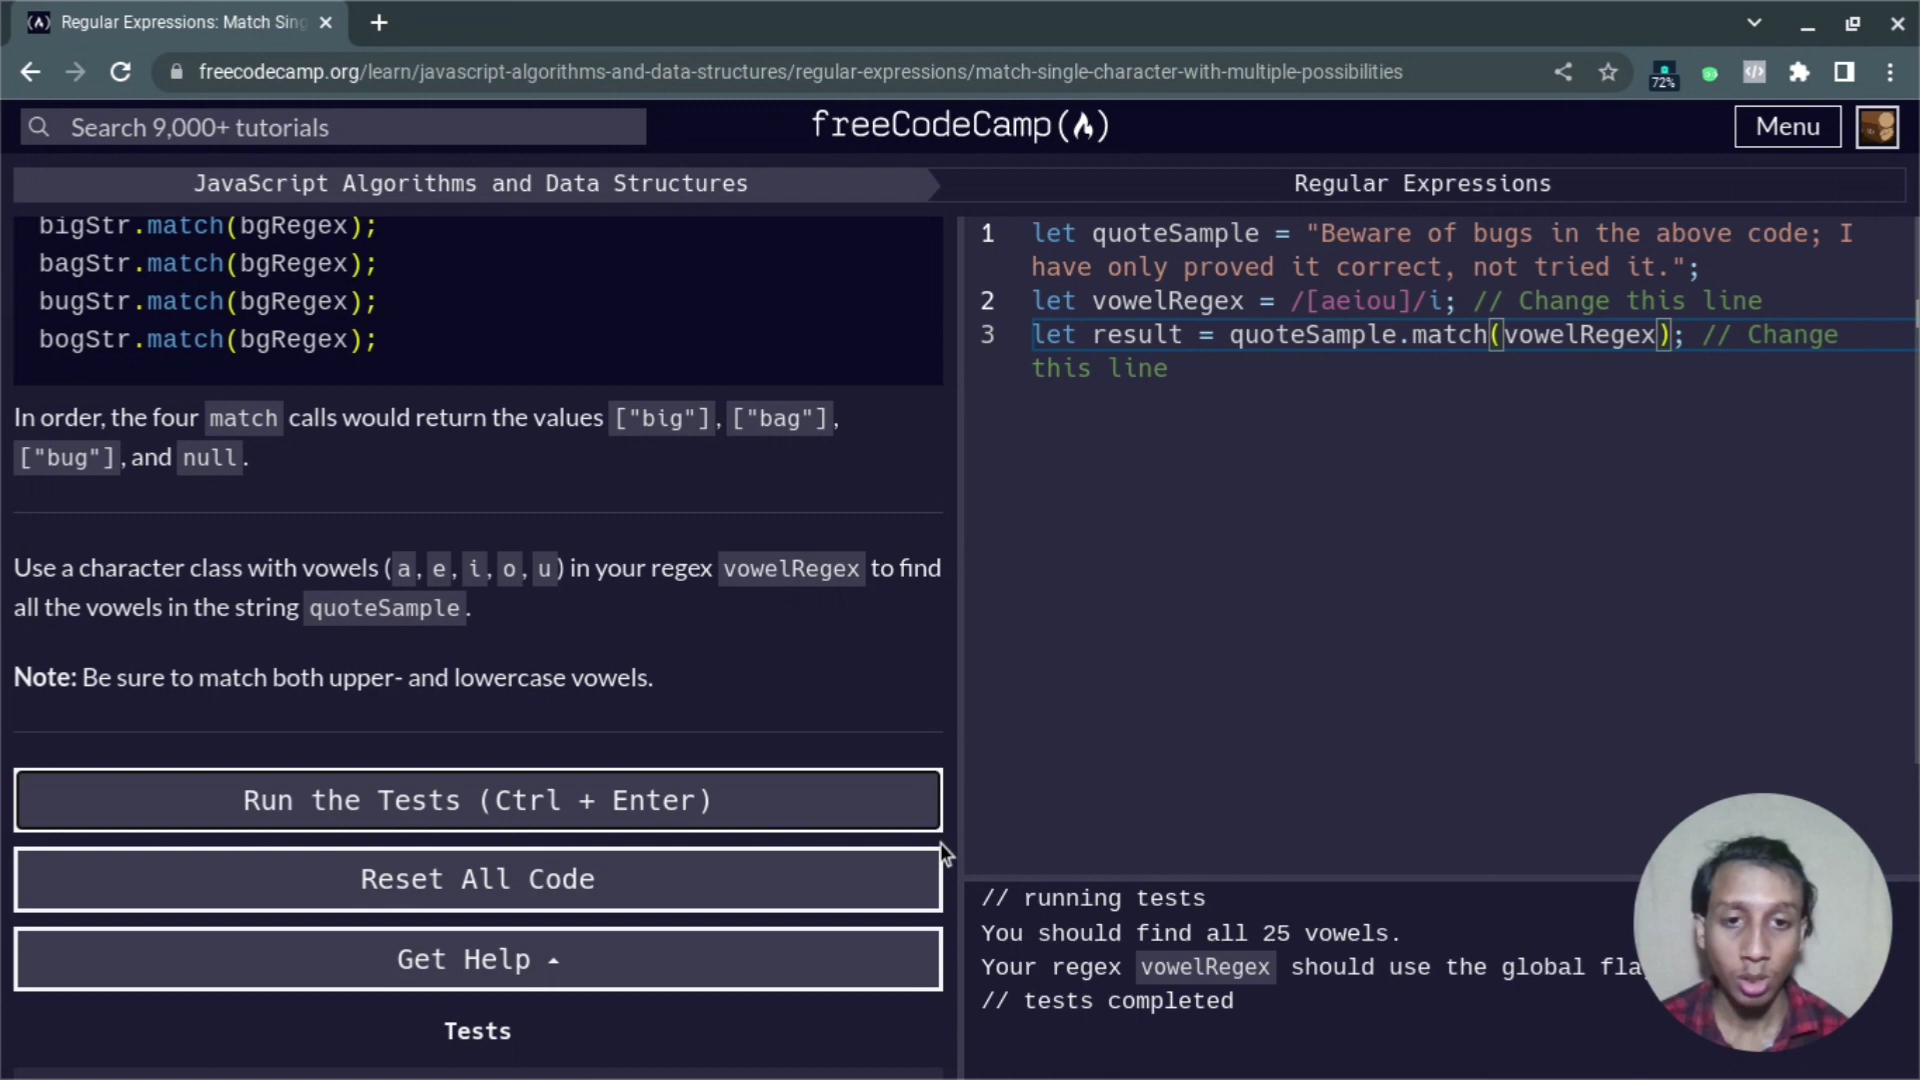 Regular Expressions: Match Sing
freecodecamp.org/learn/javascript-algorithms-and-data-structures/regular-expressions/match-single-character-with-multiple-possibilities
72%
Search 9,000+ tutorials
freeCodeCamp
Menu
JavaScript Algorithms and Data Structures
Regular Expressions
bigStr.match(bgRegex);
bagStr.match(bgRegex);
bugStr.match(bgRegex);
bogStr.match(bgRegex);
In order, the four match calls would return the values ["big"], ["bag"],
["bug"], and null.
Use a character class with vowels (a, e, i, o, u) in your regex vowelRegex to find
all the vowels in the string quoteSample.
Note: Be sure to match both upper- and lowercase vowels.
Run the Tests (Ctrl + Enter)
Reset All Code
Get Help
Tests
1 let quoteSample = "Beware of bugs in the above code; I
have only proved it correct, not tried it.";
2 let vowelRegex = /[aeiou]/i; // Change this line
3 let result = quoteSample.match(vowelRegex); // Change
this line
// running tests
You should find all 25 vowels.
Your regex vowelRegex should use the global fla
// tests completed